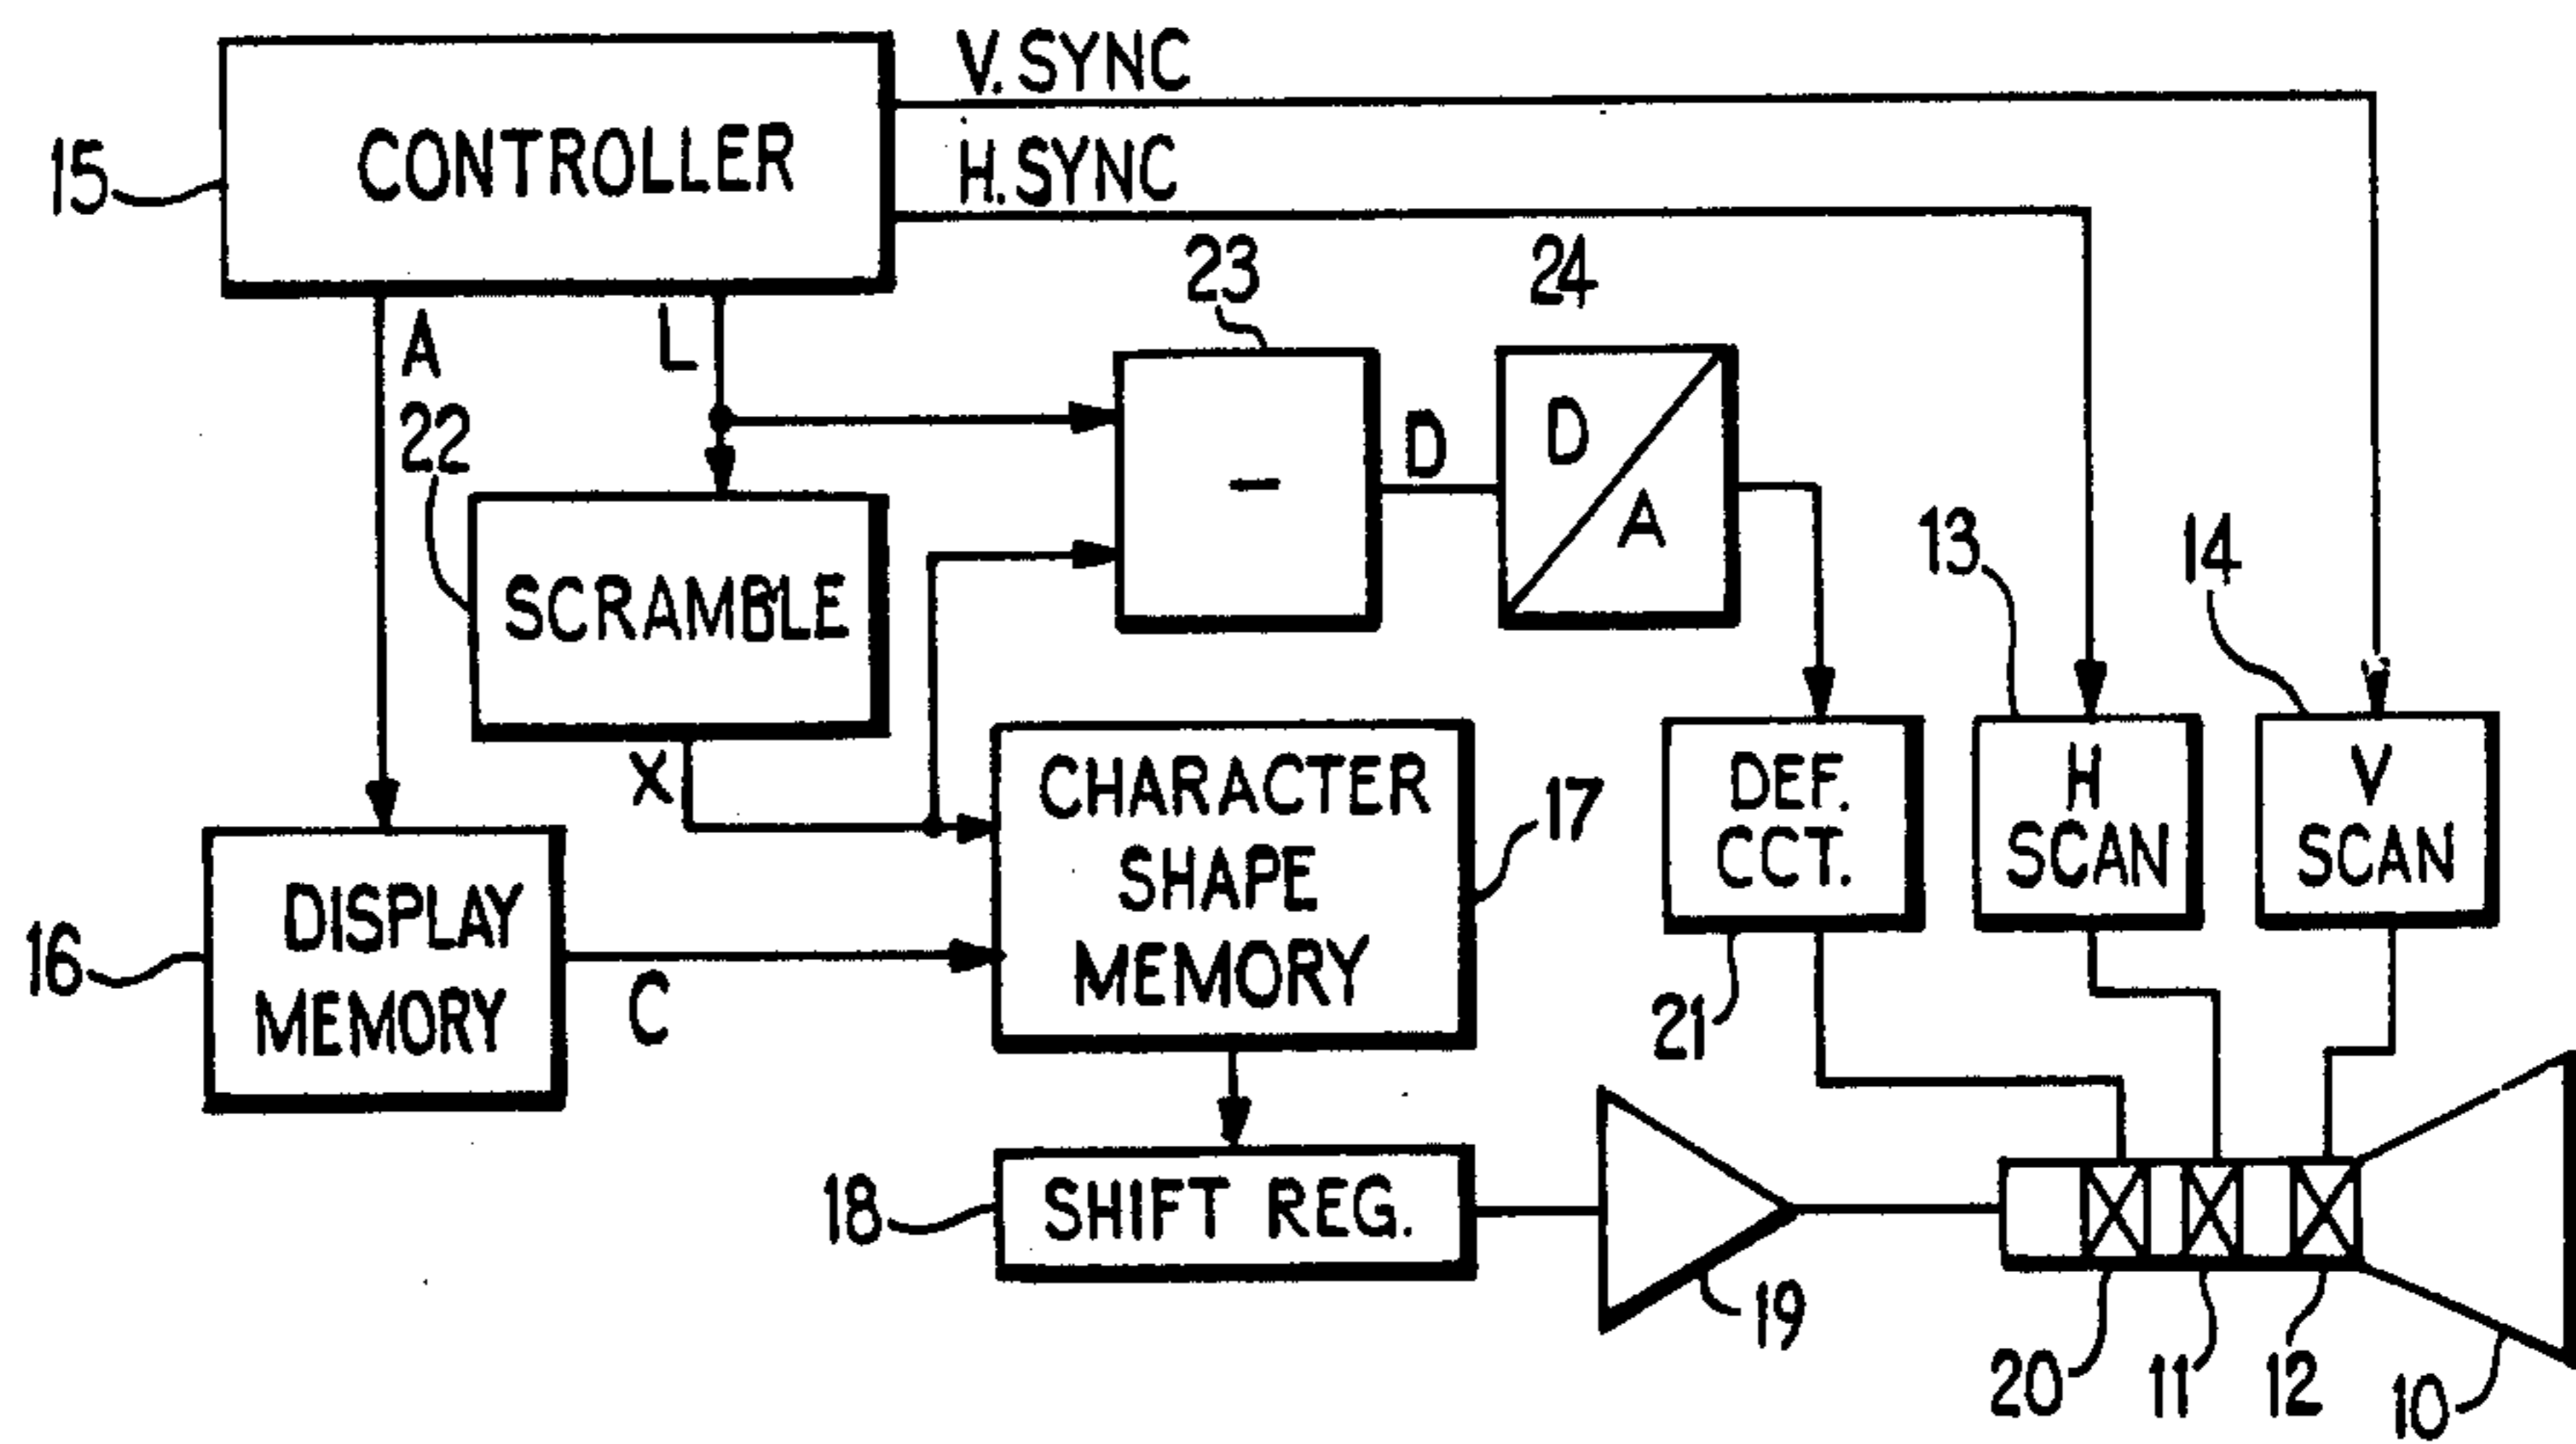 V. SYNC
CONTROLLER
H. SYNC
15
23
24
A
L
22
D
D
A
–
13
14
SCRAMBLE
X
CHARACTER
SHAPE
MEMORY
17
DEF.
CCT.
H
SCAN
V
SCAN
DISPLAY
MEMORY
16
C
21
18
SHIFT REG.
19
20
11
12
10